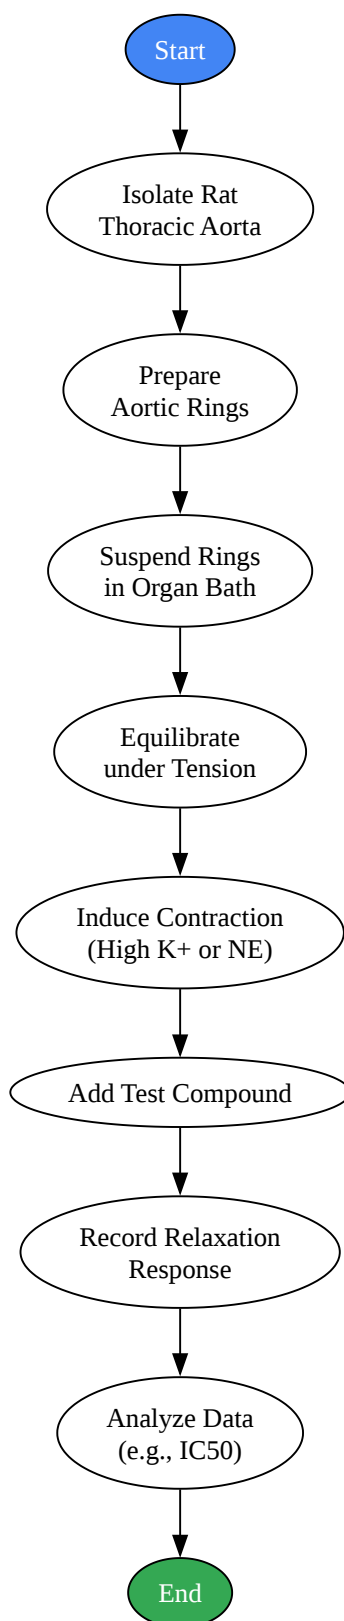 Start
Isolate Rat
Thoracic Aorta
Prepare
Aortic Rings
Suspend Rings
in Organ Bath
Equilibrate
under Tension
Induce Contraction
(High K+ or NE)
Add Test Compound
Record Relaxation
Response
Analyze Data
(e.g., IC50)
End